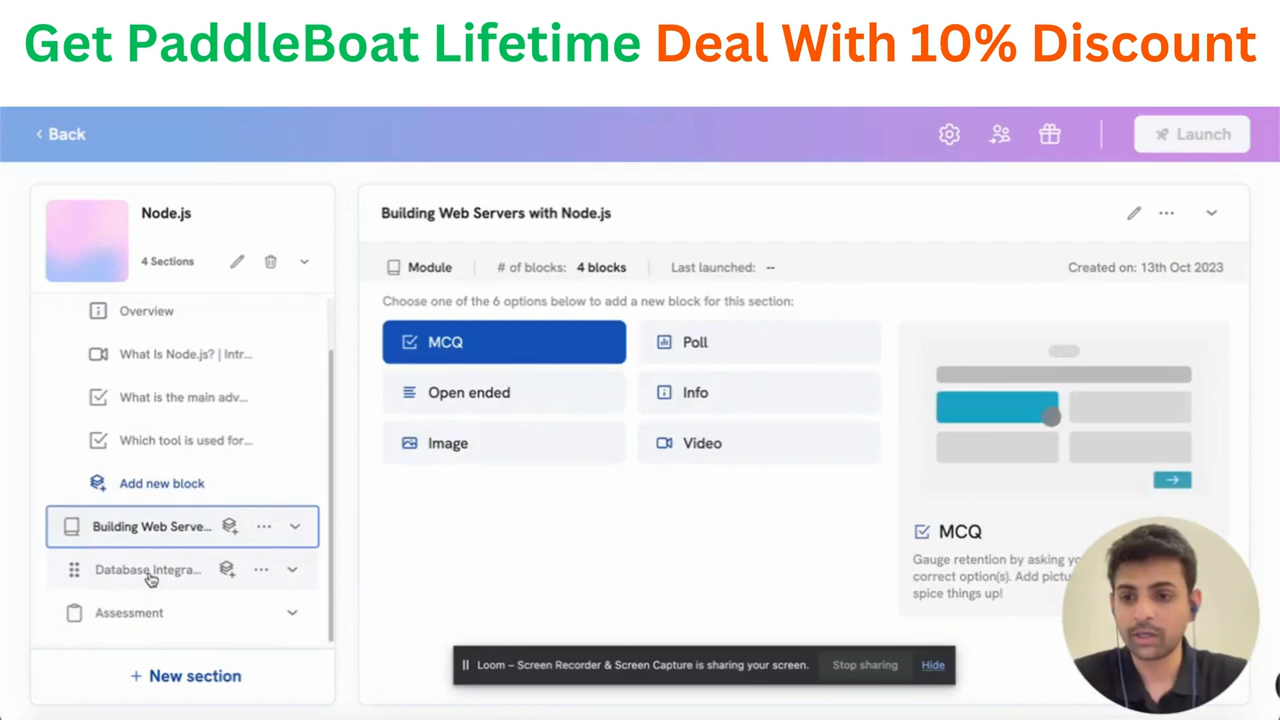 Get PaddleBoat Lifetime Deal With 10% Discount
Back
Launch
Node.js
4 Sections
Overview
What Is Node.js? | Intr...
What is the main adv...
Which tool is used for...
Add new block
Building Web Serve...
Database Integra...
Assessment
+ New section
Building Web Servers with Node.js
Module
# of blocks: 4 blocks
Last launched: --
Created on: 13th Oct 2023
Choose one of the 6 options below to add a new block for this section:
MCQ
Poll
Open ended
Info
Image
Video
MCQ
Gauge retention by asking yo
correct option(s). Add pictu
spice things up!
Loom – Screen Recorder & Screen Capture is sharing your screen.
Stop sharing
Hide